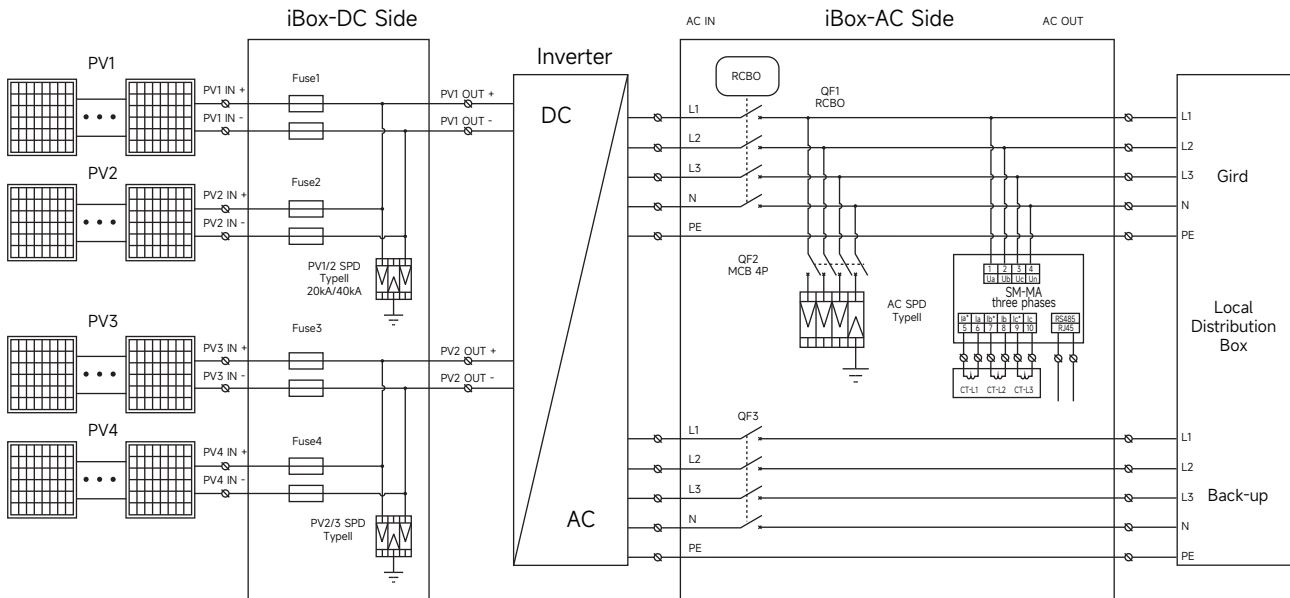 iBox-DC Side
AC IN
iBox-AC Side
AC OUT
Inverter
PV1
PV1 IN +
PV1 IN -
Fuse1
PV1 OUT +
PV1 OUT -
PV2
PV2 IN +
PV2 IN -
Fuse2
PV1/2 SPD
TypeII
20kA/40kA
PV3
PV3 IN +
PV3 IN -
Fuse3
PV2 OUT +
PV2 OUT -
PV4
PV4 IN +
PV4 IN -
Fuse4
PV2/3 SPD
TypeII
DC
AC
RCBO
QF1
RCBO
L1
L2
L3
N
PE
QF2
MCB 4P
AC SPD
TypeII
1 2 3 4
Ua Ub Uc Un
SM-MA
three phases
Ia* Ia Ib* Ib Ic* Ic
5 6 7 8 9 10
RS485
RJ45
CT-L1 CT-L2 CT-L3
QF3
L1
L2
L3
N
PE
L1
L2
L3
N
PE
Gird
Local
Distribution
Box
L1
L2
L3
N
PE
Back-up